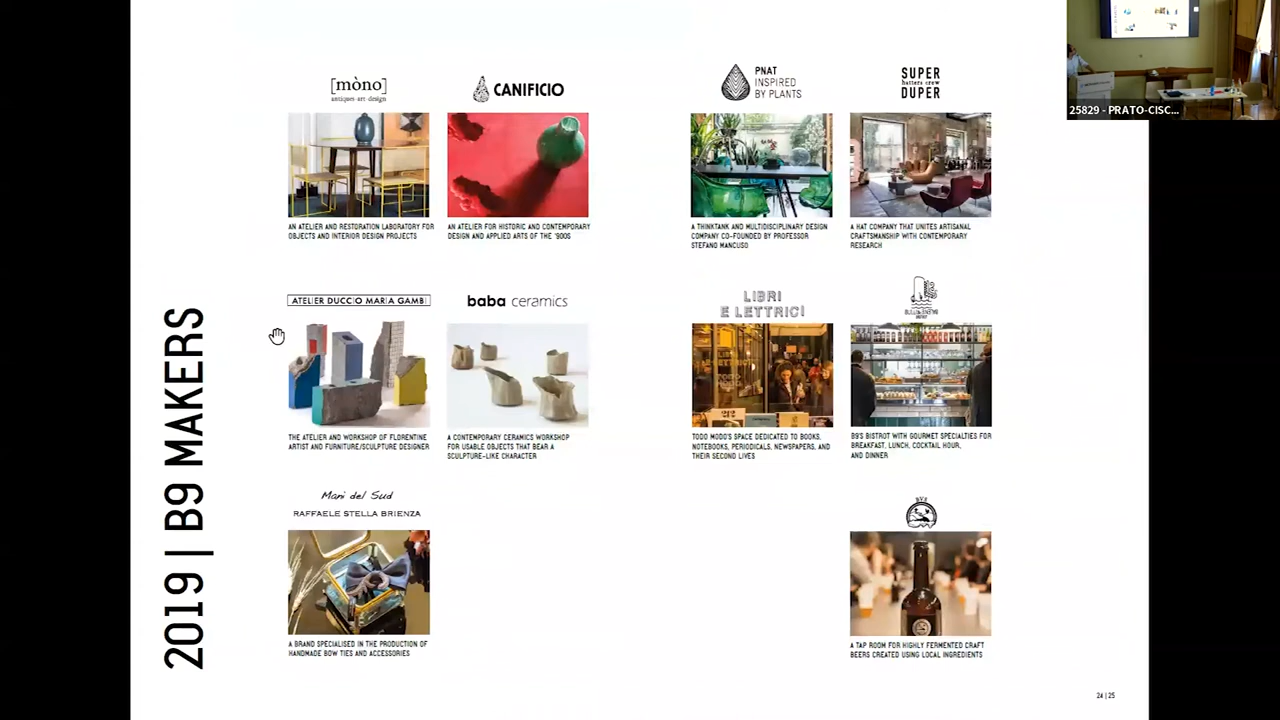 25829 - PRATO-CISC...
[mòno]
antiques·art·design
CANIFICIO
PNAT
INSPIRED
BY PLANTS
SUPER
hatters crew
DUPER
AN ATELIER AND RESTORATION LABORATORY FOR
OBJECTS AND INTERIOR DESIGN PROJECTS
AN ATELIER FOR HISTORIC AND CONTEMPORARY
DESIGN AND APPLIED ARTS OF THE '900S
A THINKTANK AND MULTIDISCIPLINARY DESIGN
COMPANY CO-FOUNDED BY PROFESSOR
STEFANO MANCUSO
A HAT COMPANY THAT UNITES ARTISANAL
CRAFTSMANSHIP WITH CONTEMPORARY
RESEARCH
2019 | B9 MAKERS
ATELIER DUCCIO MARIA GAMBI
baba ceramics
LIBRI
E LETTRICI
THE ATELIER AND WORKSHOP OF FLORENTINE
ARTIST AND FURNITURE/SCULPTURE DESIGNER
A CONTEMPORARY CERAMICS WORKSHOP
FOR USABLE OBJECTS THAT BEAR A
SCULPTURE-LIKE CHARACTER
TODO MODO'S SPACE DEDICATED TO BOOKS,
NOTEBOOKS, PERIODICALS, NEWSPAPERS, AND
THEIR SECOND LIVES
B9'S BISTROT WITH GOURMET SPECIALTIES FOR
BREAKFAST, LUNCH, COCKTAIL HOUR,
AND DINNER
Mani del Sud
RAFFAELE STELLA BRIENZA
A BRAND SPECIALISED IN THE PRODUCTION OF
HANDMADE BOW TIES AND ACCESSORIES
A TAP ROOM FOR HIGHLY FERMENTED CRAFT
BEERS CREATED USING LOCAL INGREDIENTS
24 | 25